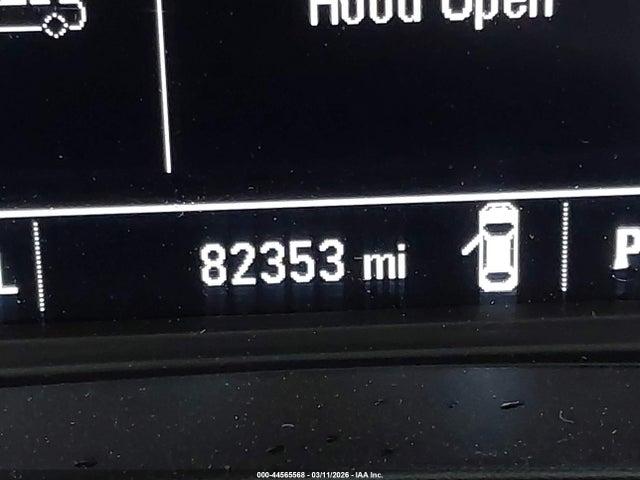 Hood Open
82353 mi
P
000-44565568 - 03/11/2026 - IAA Inc.